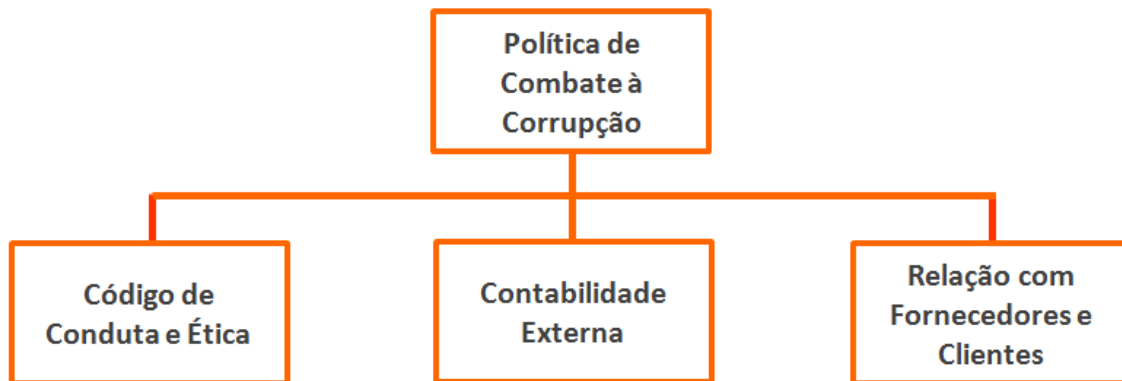 Política de
Combate à
Corrupção
Código de
Conduta e Ética
Contabilidade
Externa
Relação com
Fornecedores e
Clientes